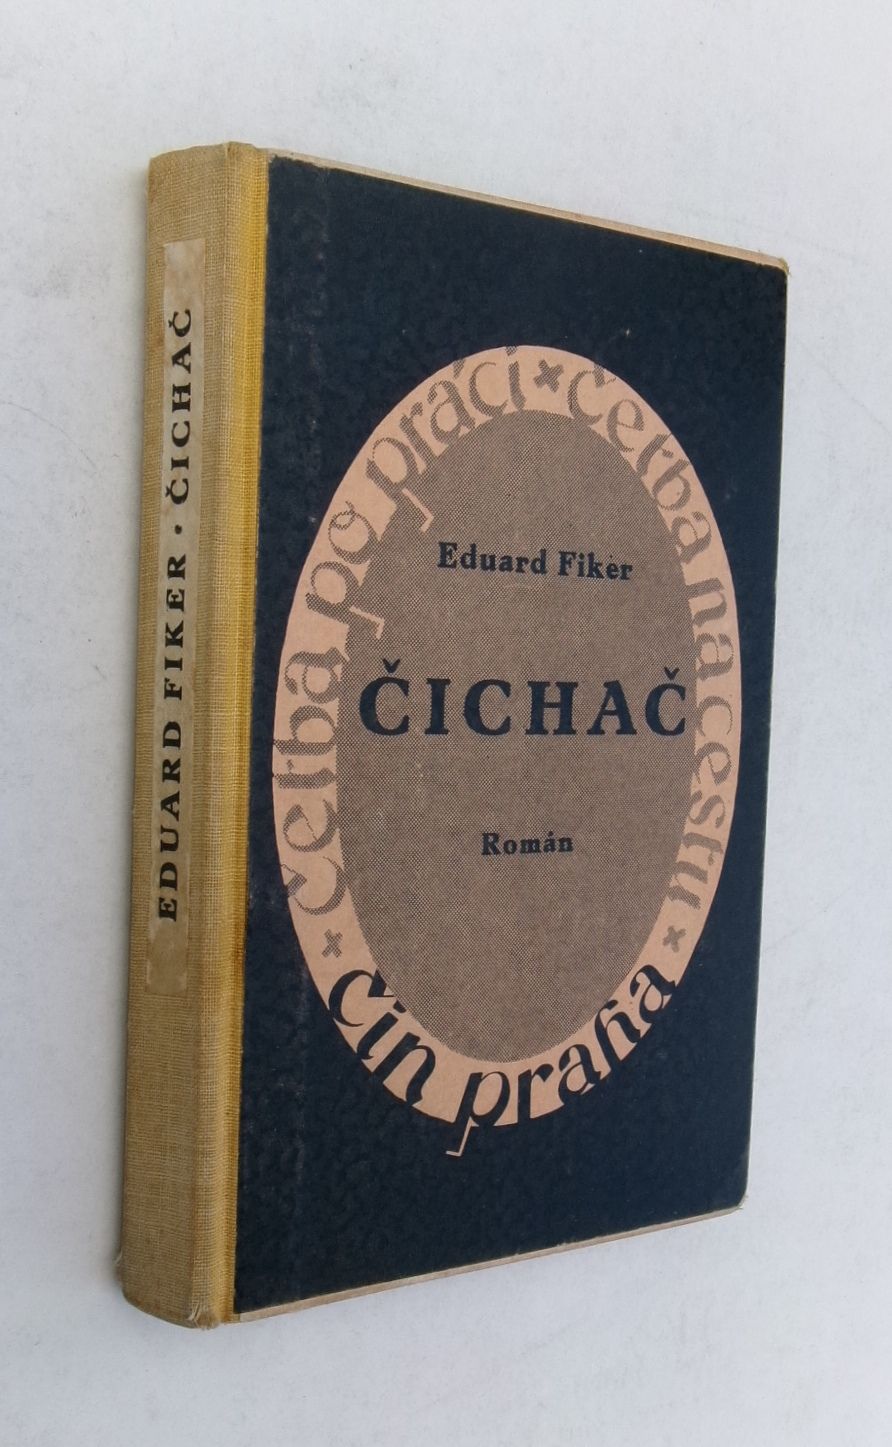 EDUARD FIKER · ČICHAČ
četba po práci × četba na cestu
Eduard Fiker
ČICHAČ
Román
× čin praha ×